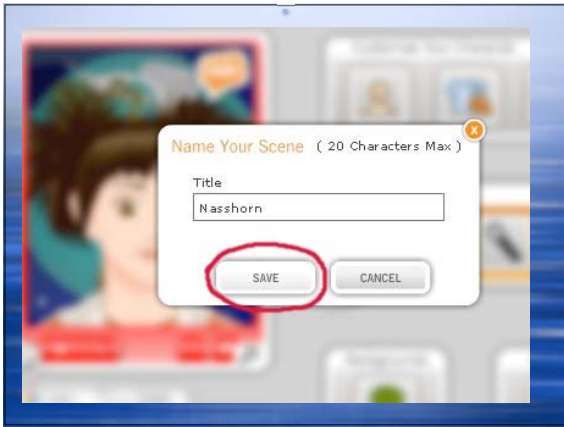 Name Your Scene ( 20 Characters Max )
Title
Nasshorn
SAVE
CANCEL